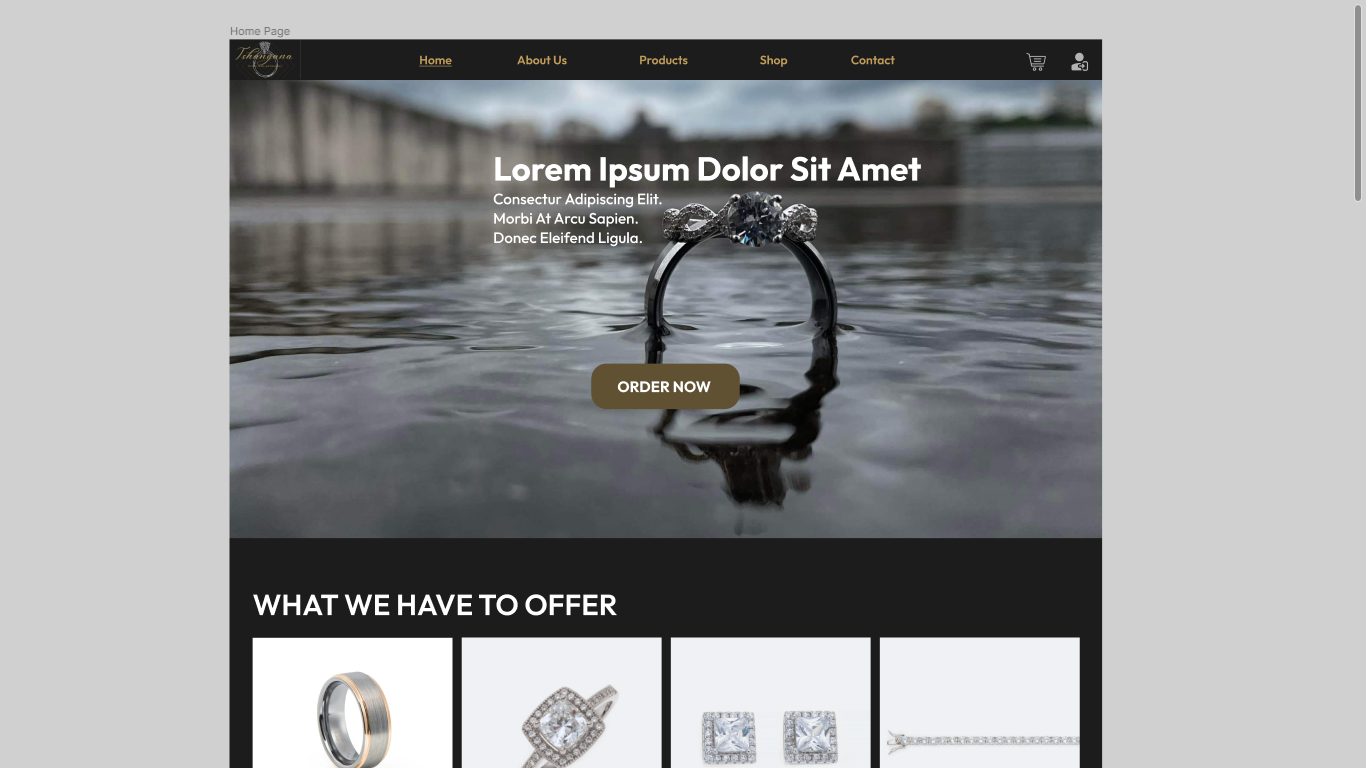 Home Page
Tshangana
Home
About Us
Products
Shop
Contact
Lorem Ipsum Dolor Sit Amet
Consectur Adipiscing Elit.
Morbi At Arcu Sapien.
Donec Eleifend Ligula.
ORDER NOW
WHAT WE HAVE TO OFFER